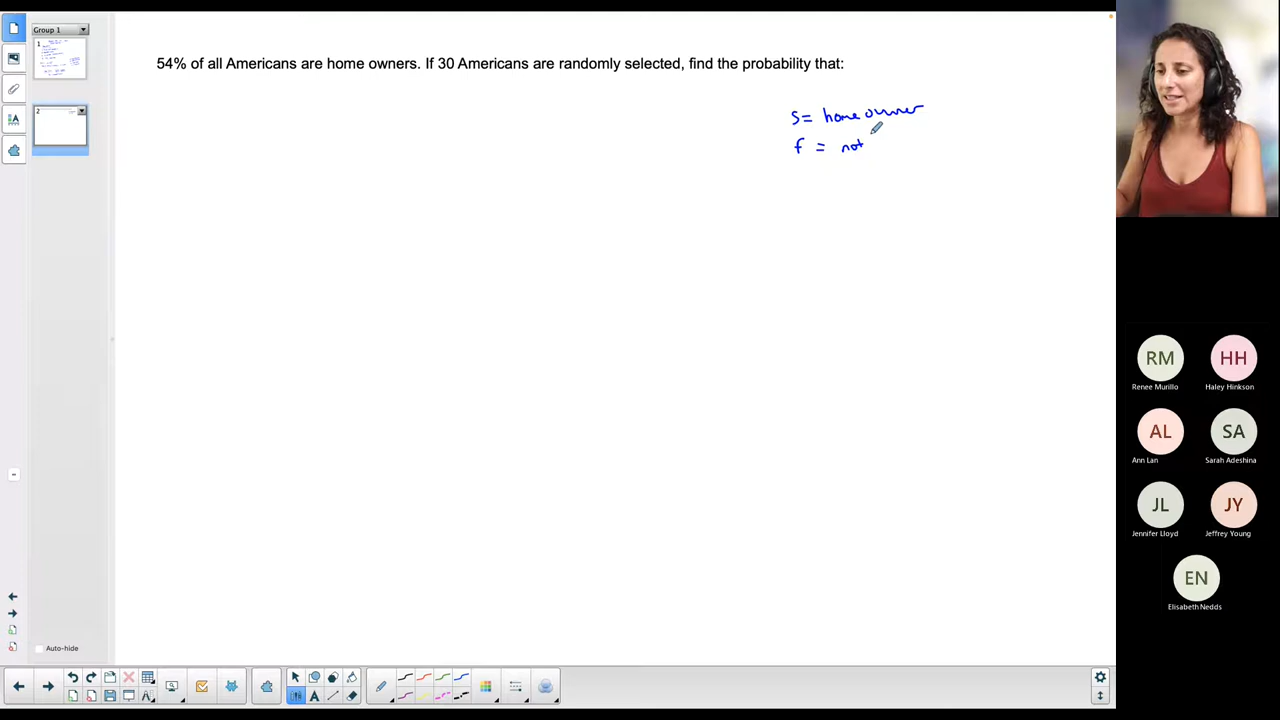 Group 1
1
2
54% of all Americans are home owners. If 30 Americans are randomly selected, find the probability that:
S = home owner
f = not
RM
Renee Murillo
HH
Haley Hinkson
AL
Ann Lan
SA
Sarah Adeshina
JL
Jennifer Lloyd
JY
Jeffrey Young
EN
Elisabeth Nedds
Auto-hide